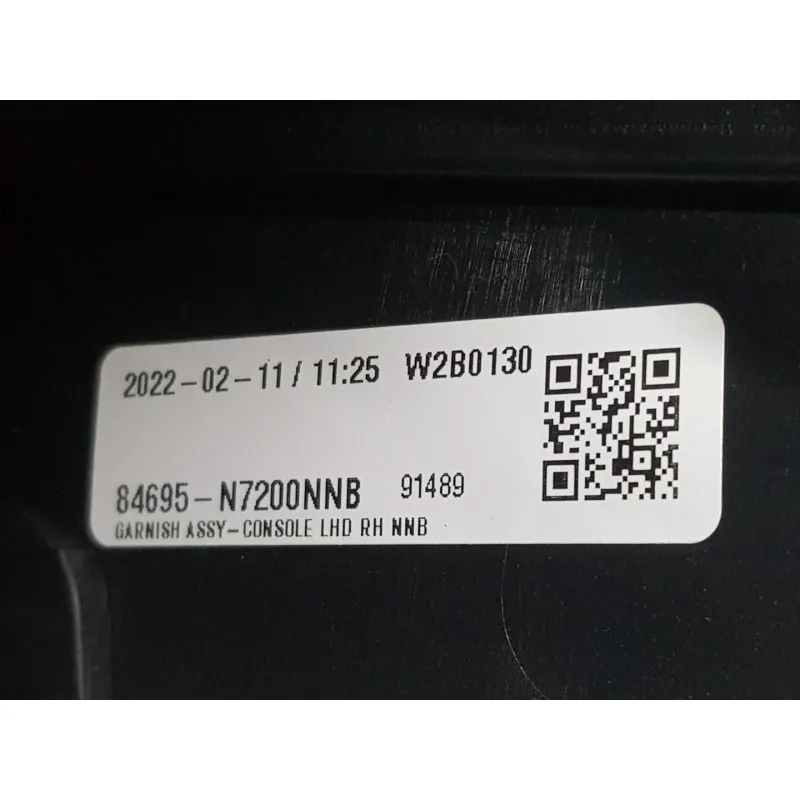 2022-02-11/ 11:25 W2B0130
84695-N7200NNB 91489
GARNISH ASSY-CONSOLE LHD RH NNB